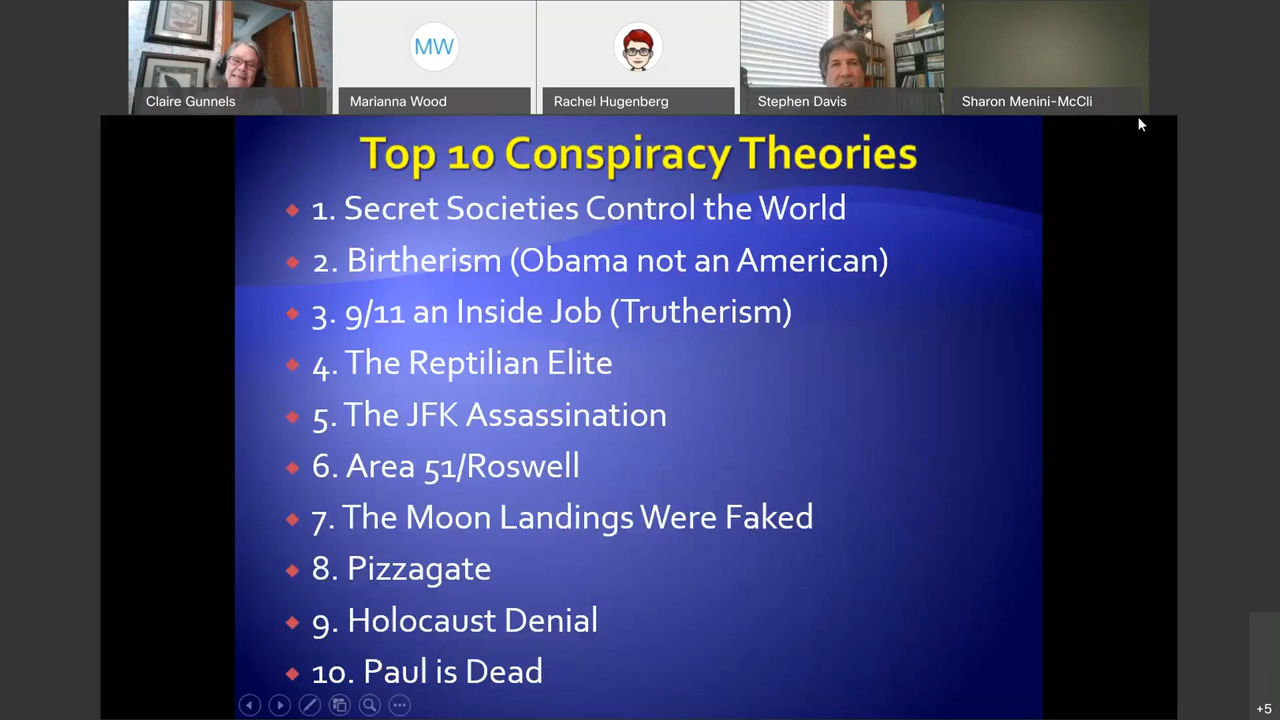 MW
Claire Gunnels
Marianna Wood
Rachel Hugenberg
Stephen Davis
Sharon Menini-McCli
Top 10 Conspiracy Theories
1. Secret Societies Control the World
2. Birtherism (Obama not an American)
3. 9/11 an Inside Job (Trutherism)
4. The Reptilian Elite
5. The JFK Assassination
6. Area 51/Roswell
7. The Moon Landings Were Faked
8. Pizzagate
9. Holocaust Denial
10. Paul is Dead
+5